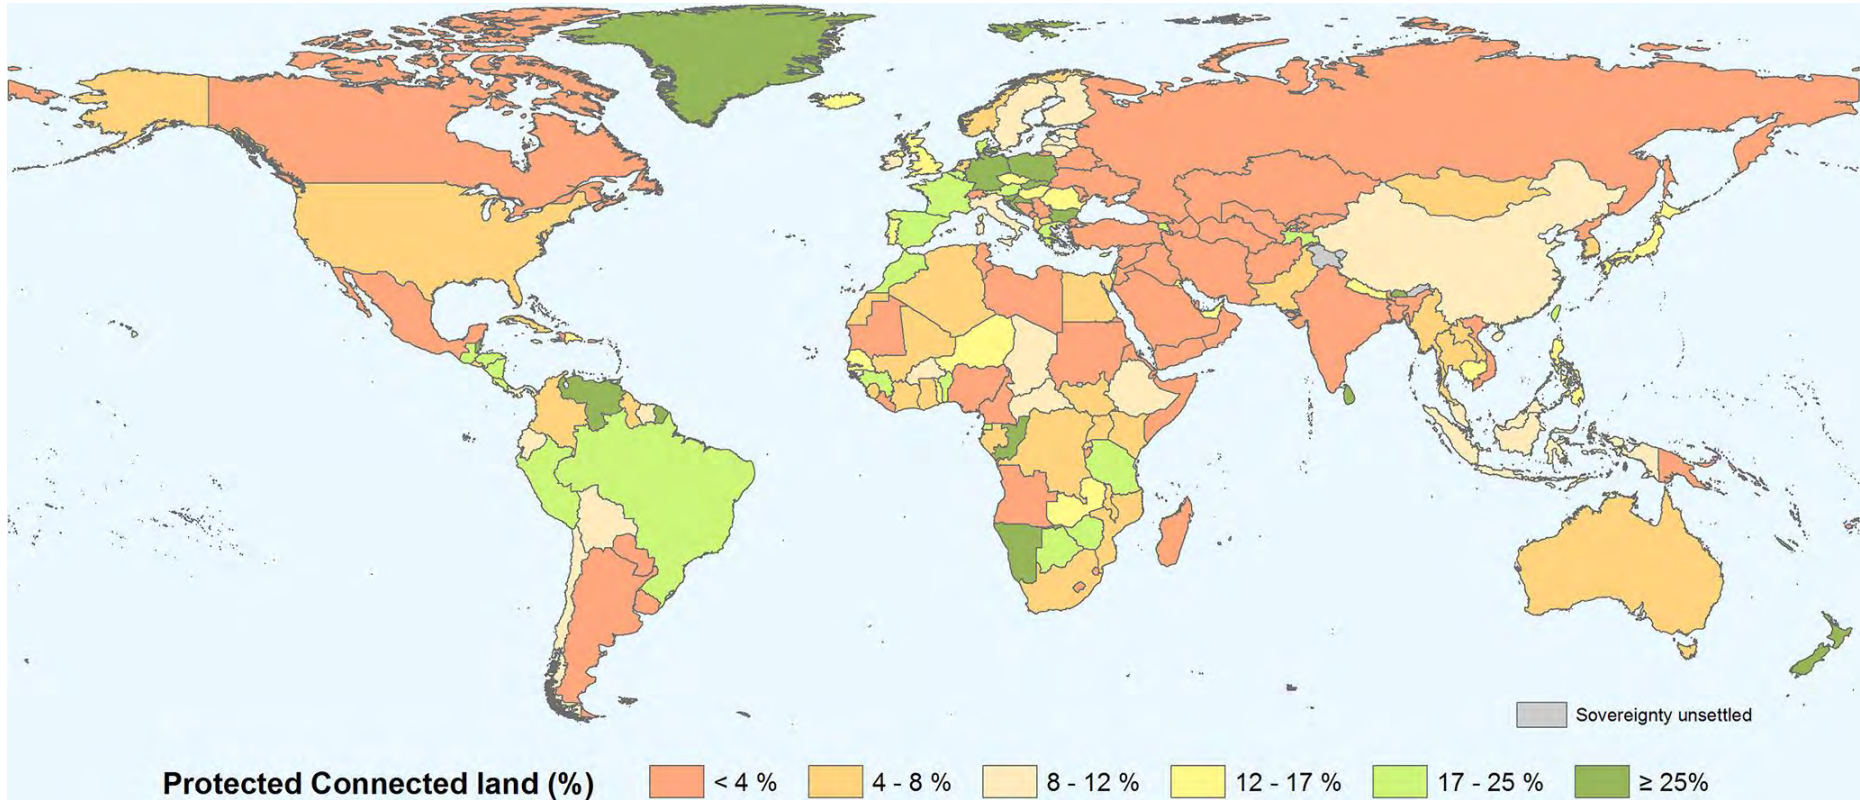 Sovereignty unsettled
Protected Connected land (%)
< 4 %
4 - 8 %
8 - 12 %
12 - 17 %
17 - 25 %
≥ 25%